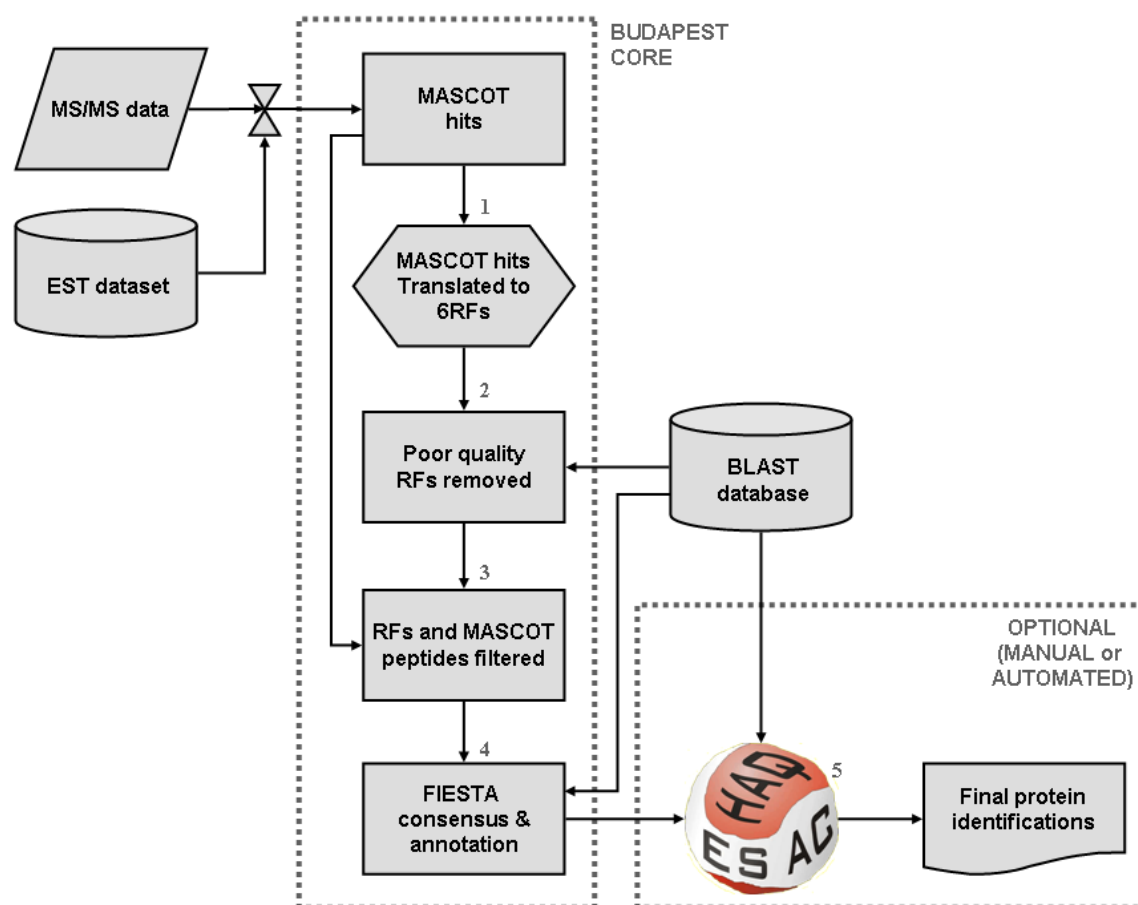 BUDAPEST
CORE
MS/MS data
MASCOT
hits
1
EST dataset
MASCOT hits
Translated to
6RFs
2
Poor quality
RFs removed
BLAST
database
3
RFs and MASCOT
peptides filtered
OPTIONAL
(MANUAL or
AUTOMATED)
4
FIESTA
consensus &
annotation
HAQ
ESAC
5
Final protein
identifications